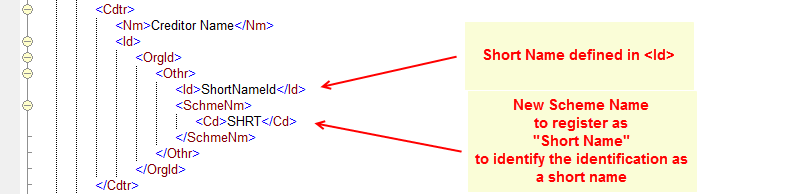 <Cdtr>
<Nm>Creditor Name</Nm>
<Id>
<OrgId>
<Othr>
<Id>ShortNameId</Id>
<SchmeNm>
<Cd>SHRT</Cd>
</SchmeNm>
</Othr>
</OrgId>
</Cdtr>
Short Name defined in <Id>
New Scheme Name
to register as
"Short Name"
to identify the identification as
a short name